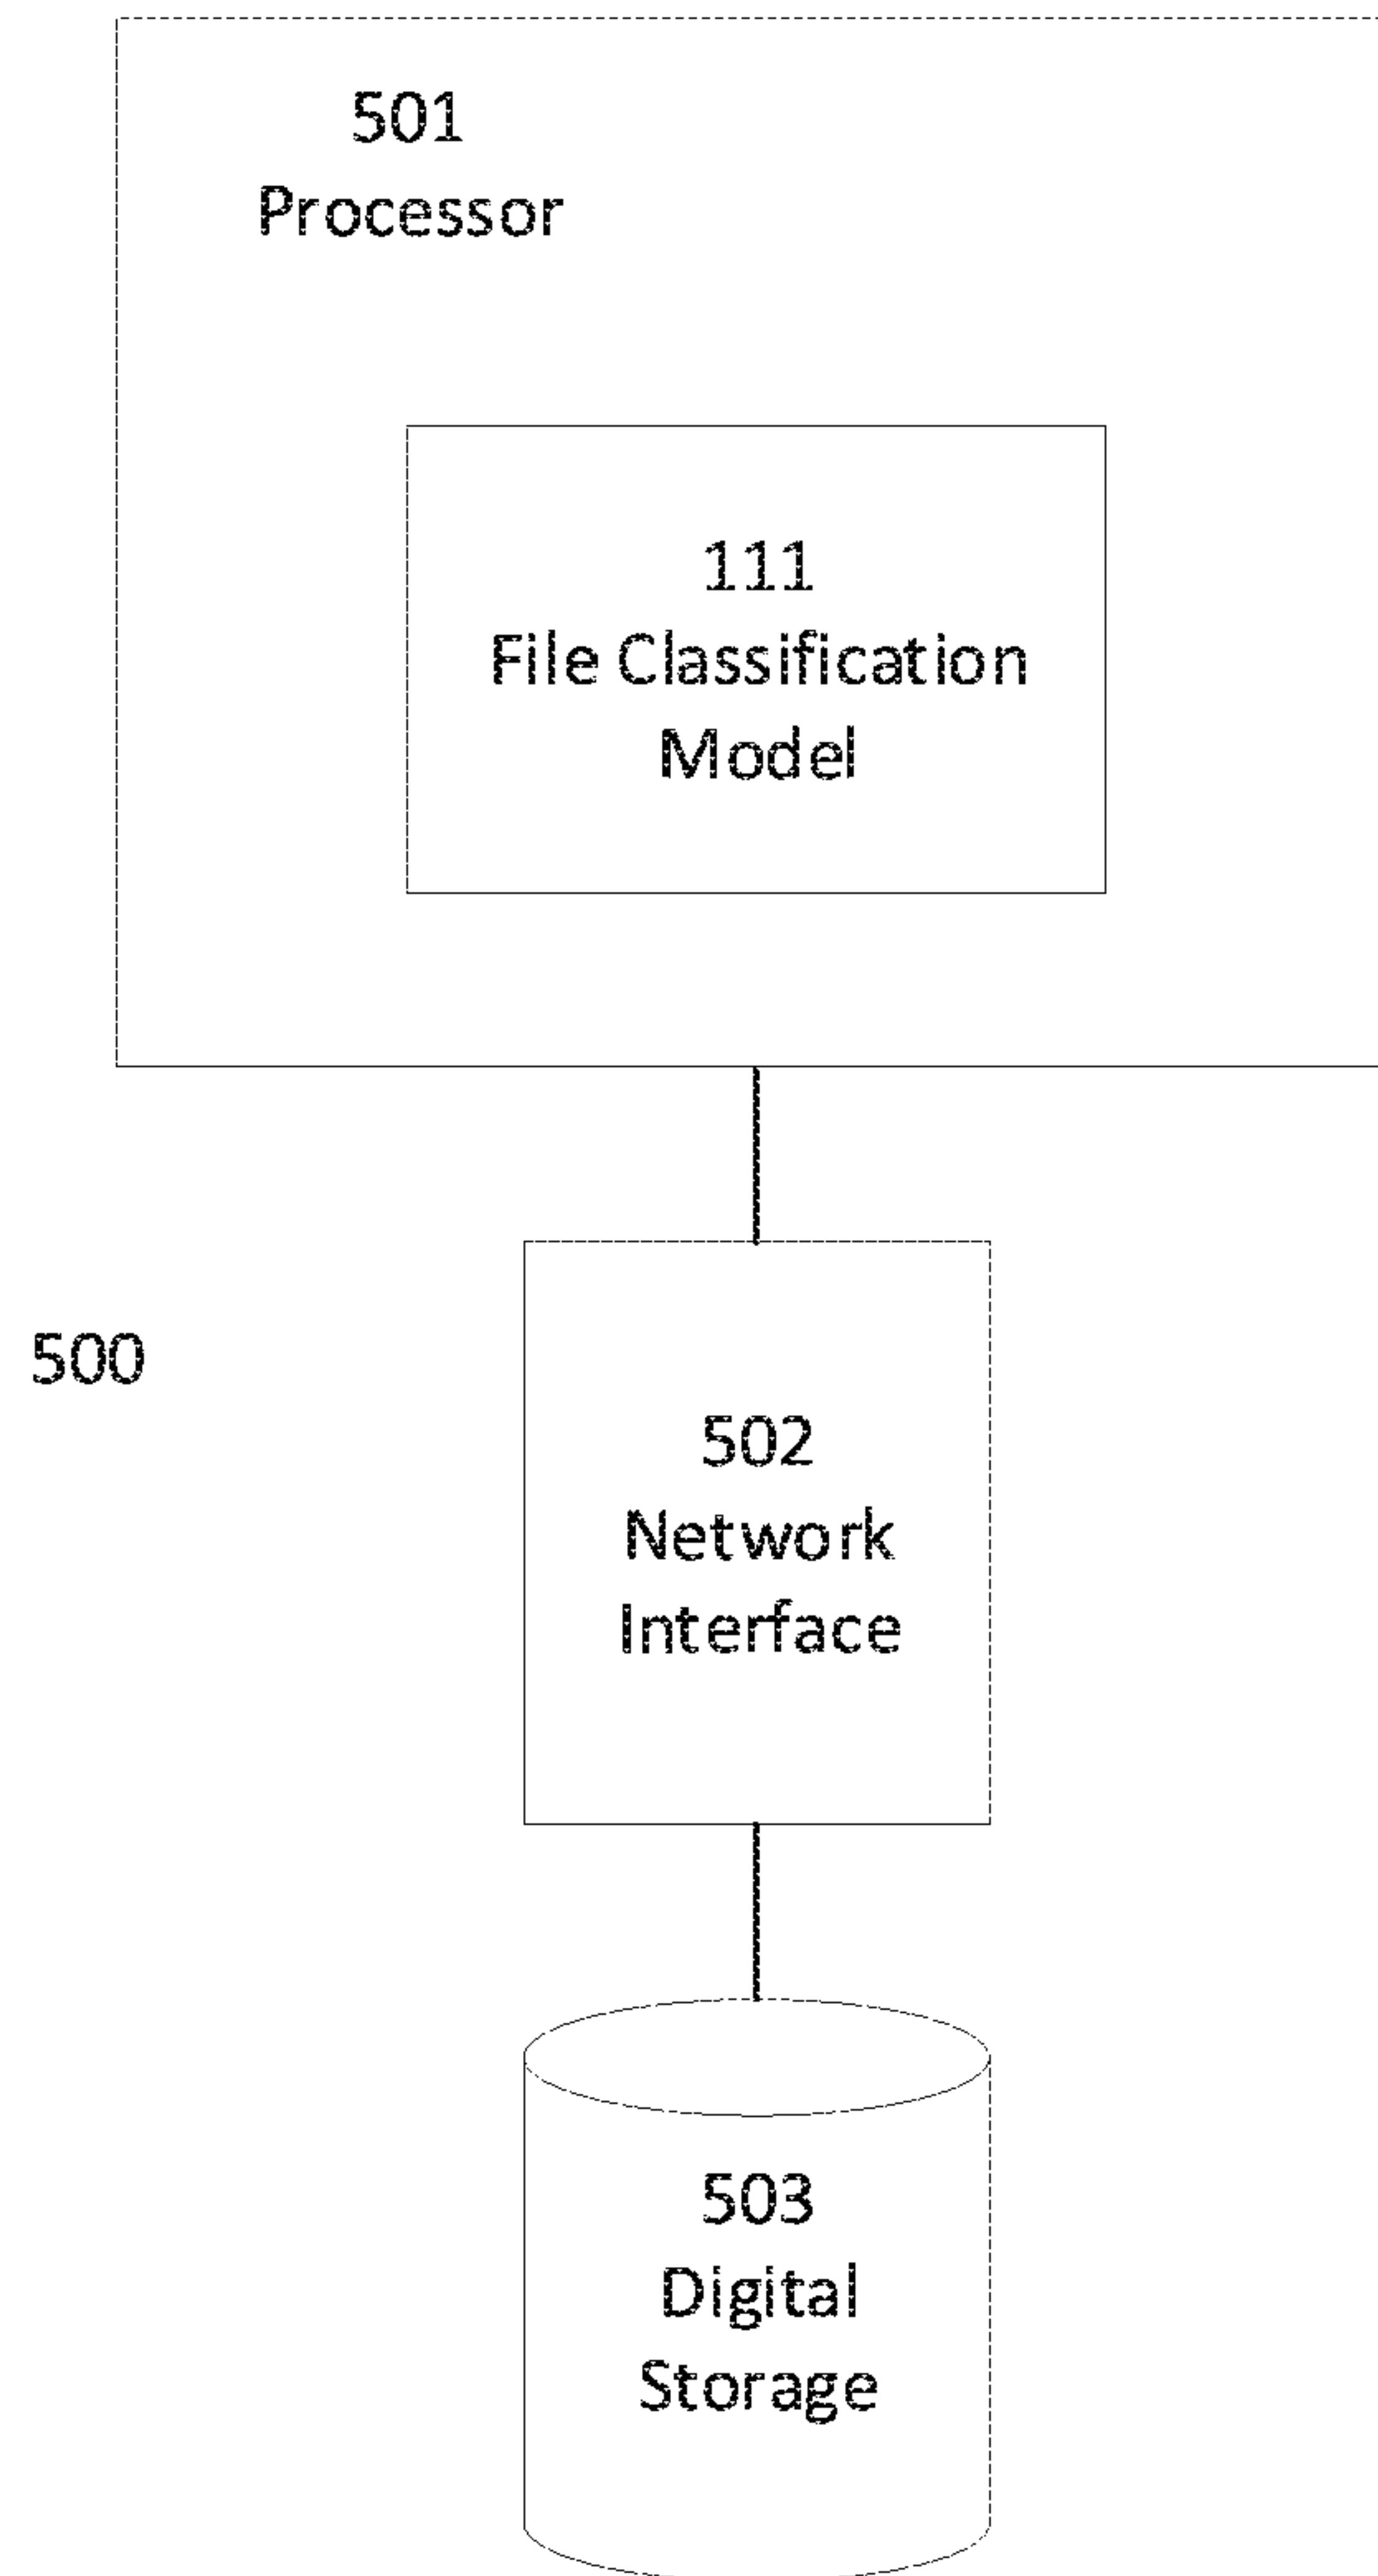 501
Processor
111
File Classification
Model
500
502
Network
Interface
503
Digital
Storage